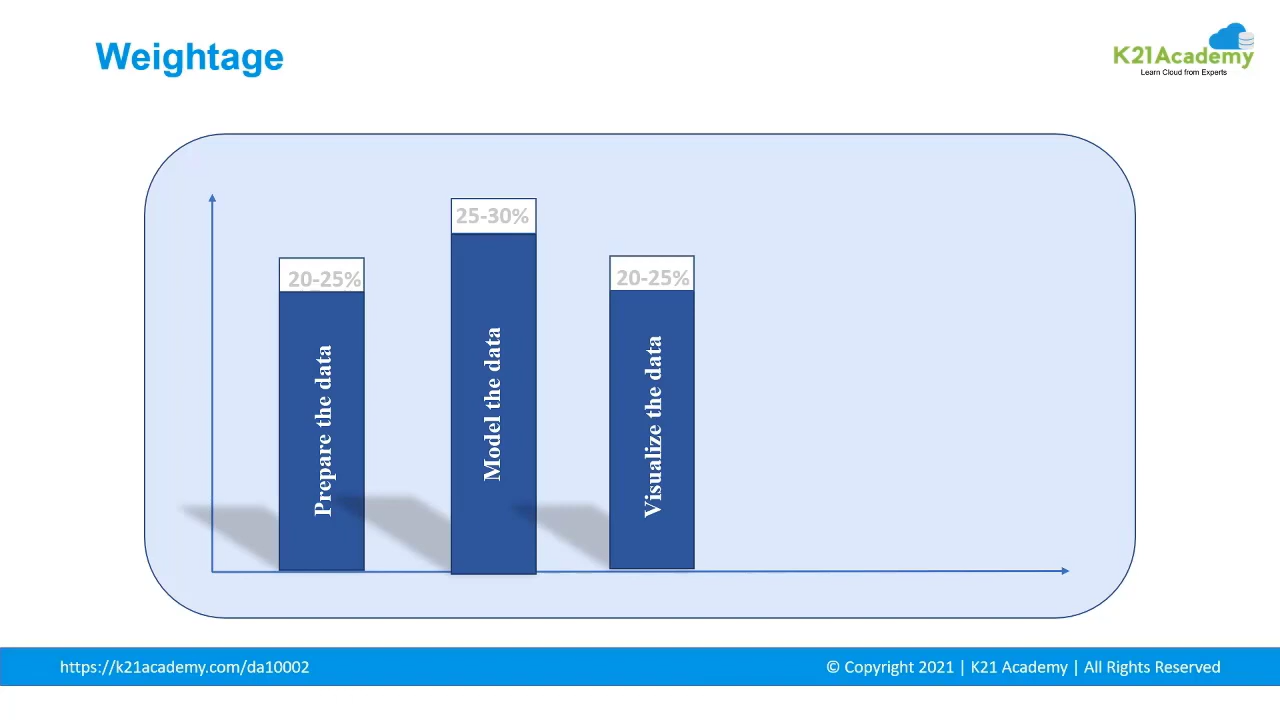 Weightage
K21Academy
Learn Cloud from Experts
20-25%
Prepare the data
25-30%
Model the data
20-25%
Visualize the data
https://k21academy.com/da10002
© Copyright 2021 | K21 Academy | All Rights Reserved